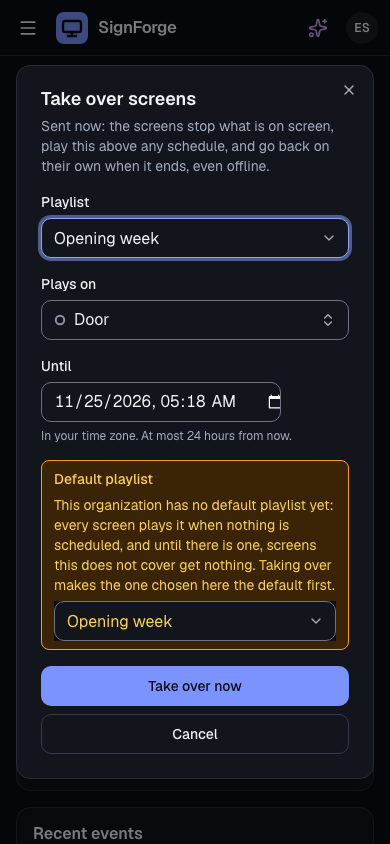 SignForge
ES
Take over screens
Sent now: the screens stop what is on screen,
play this above any schedule, and go back on
their own when it ends, even offline.
Playlist
Opening week
Plays on
Door
Until
11/25/2026, 05:18 AM
In your time zone. At most 24 hours from now.
Default playlist
This organization has no default playlist yet:
every screen plays it when nothing is
scheduled, and until there is one, screens
this does not cover get nothing. Taking over
makes the one chosen here the default first.
Opening week
Take over now
Cancel
Recent events